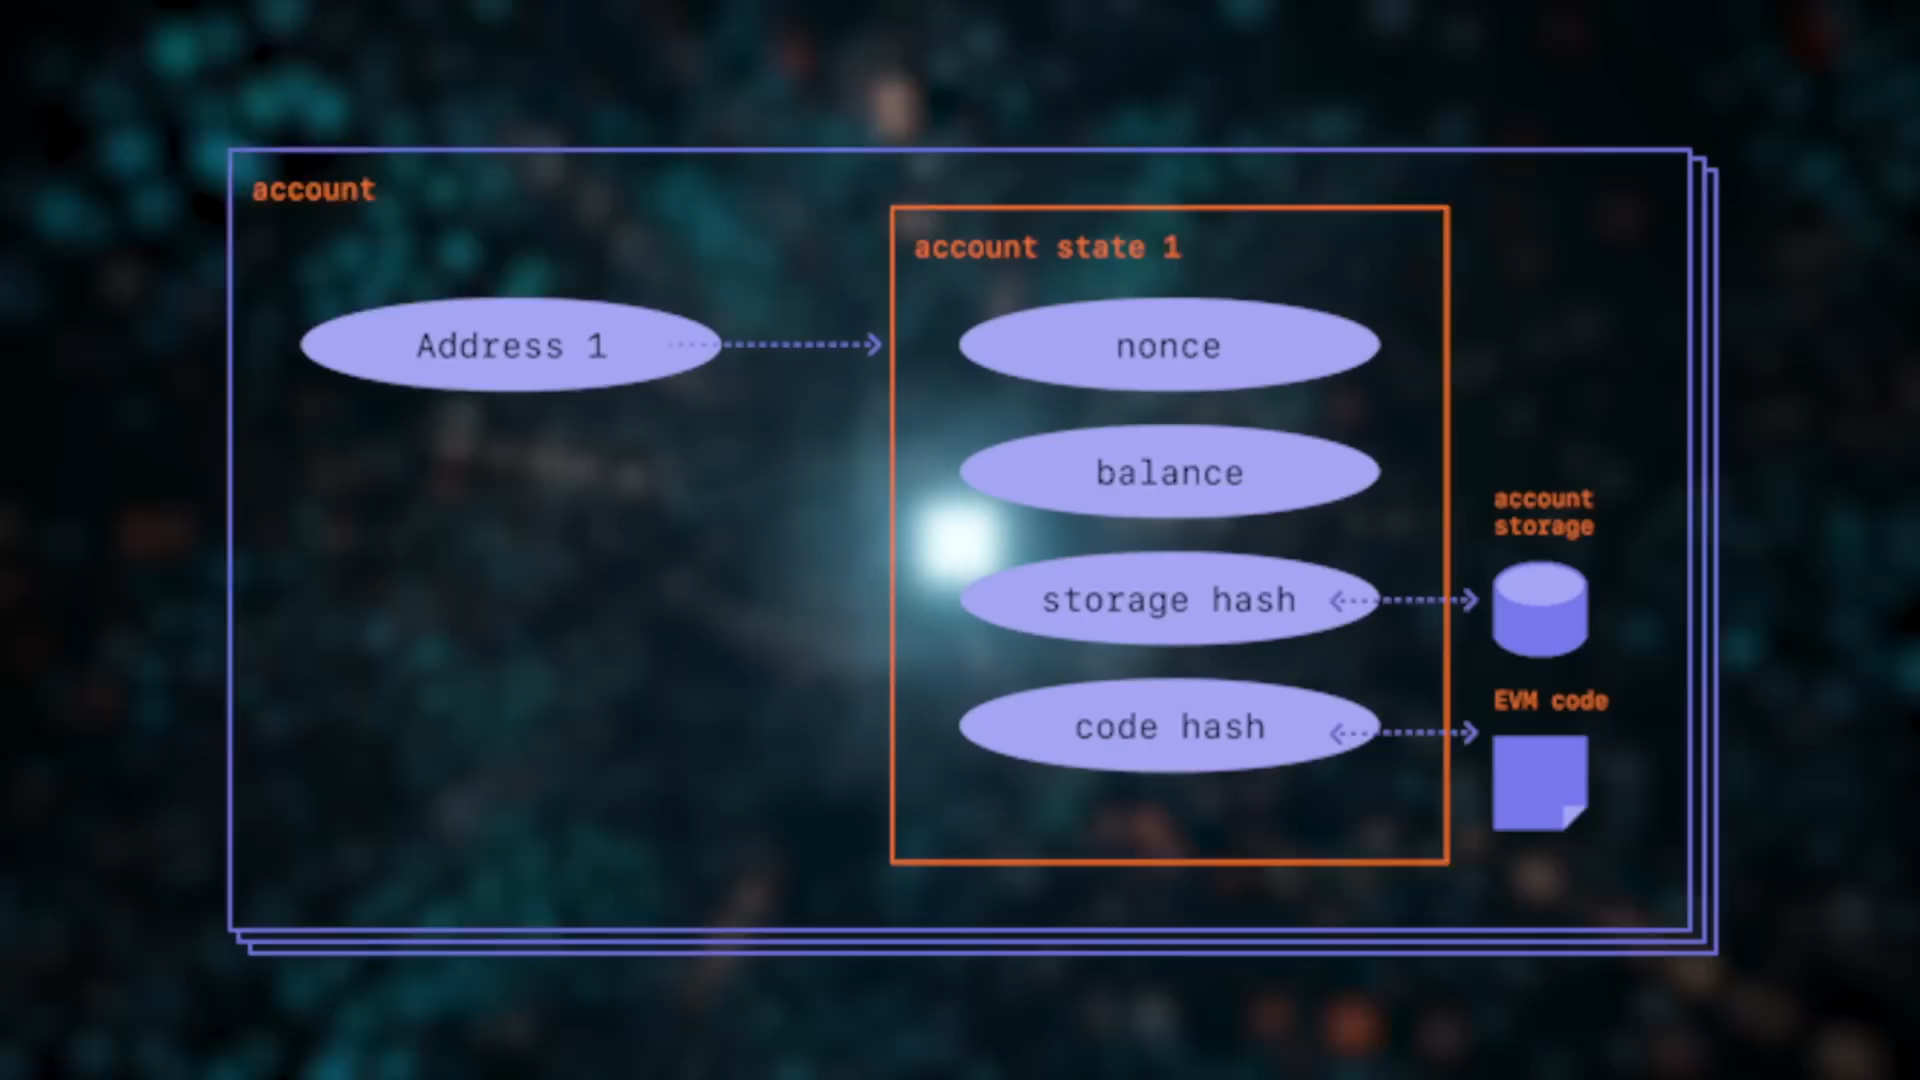 account
account state 1
Address 1
nonce
balance
account
storage
storage hash
EVM code
code hash